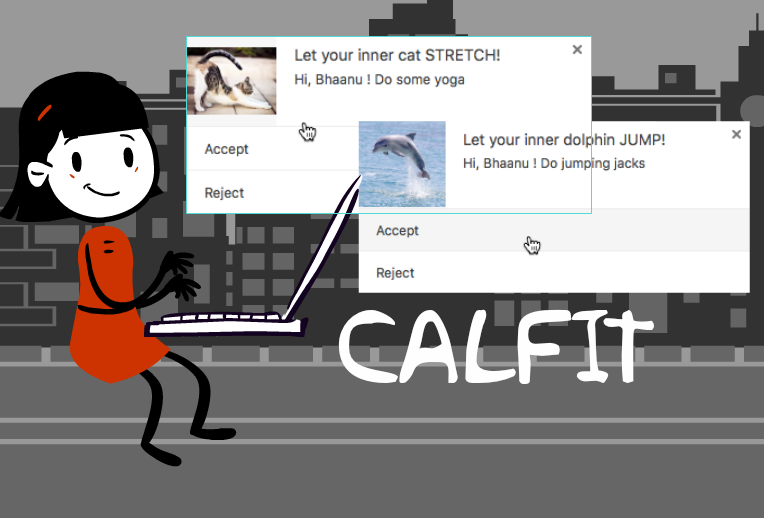 Let your inner cat STRETCH!
Hi, Bhaanu ! Do some yoga
Accept
Reject
Let your inner dolphin JUMP!
Hi, Bhaanu ! Do jumping jacks
Accept
Reject
CALFIT